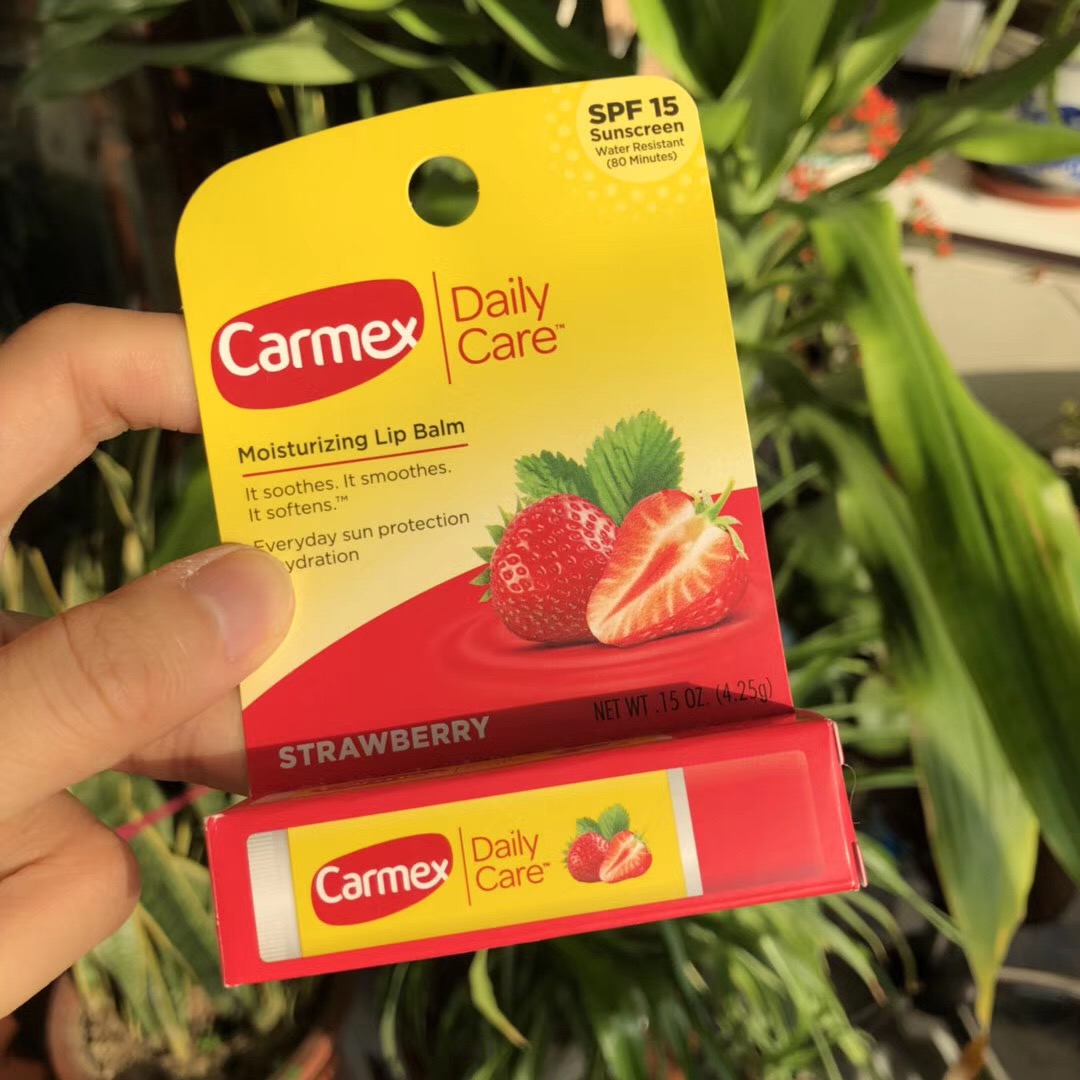 SPF 15
Sunscreen
Water Resistant
(80 Minutes)
Carmex
Daily
Care™
Moisturizing Lip Balm
It soothes. It smoothes.
It softens.™
Everyday sun protection
ydration
STRAWBERRY
NET WT .15 OZ. (4.25g)
Carmex
Daily
Care™